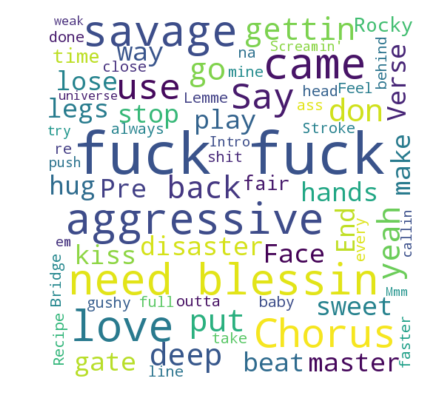 weak
done
savage
gettin
Rocky
way
na
Screamin'
time
close
came
universe
lose
use
go
mine
head
Feel
behind
Verse
legs
stop
Lemme
Say
ass
don
try
always
play
Intro
Stroke
re
push
shit
fuck fuck
make
hug
Pre
back
fair
hands
aggressive
End
yeah
em
kiss
disaster
Face
every
callin
need blessin
Bridge
gushy
full
outta
baby
sweet
Mmm
love
put
take
Chorus
faster
Recipe
gate
deep
line
beat
master